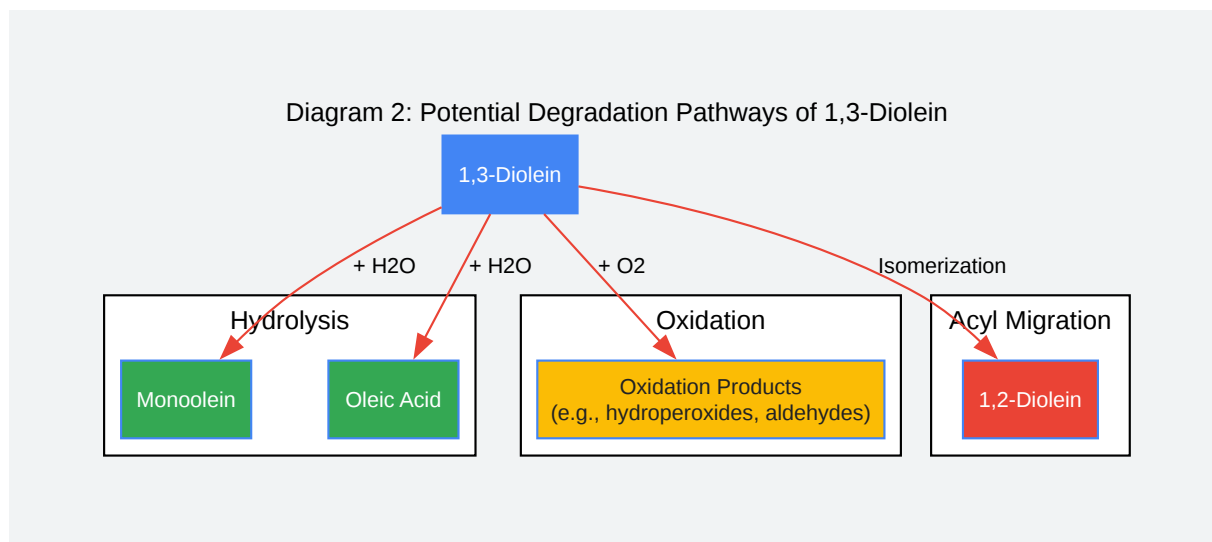 Diagram 2: Potential Degradation Pathways of 1,3-Diolein
1,3-Diolein
+ H2O
+ H2O
+ O2
Isomerization
Hydrolysis
Oxidation
Acyl Migration
Monoolein
Oleic Acid
Oxidation Products
(e.g., hydroperoxides, aldehydes)
1,2-Diolein